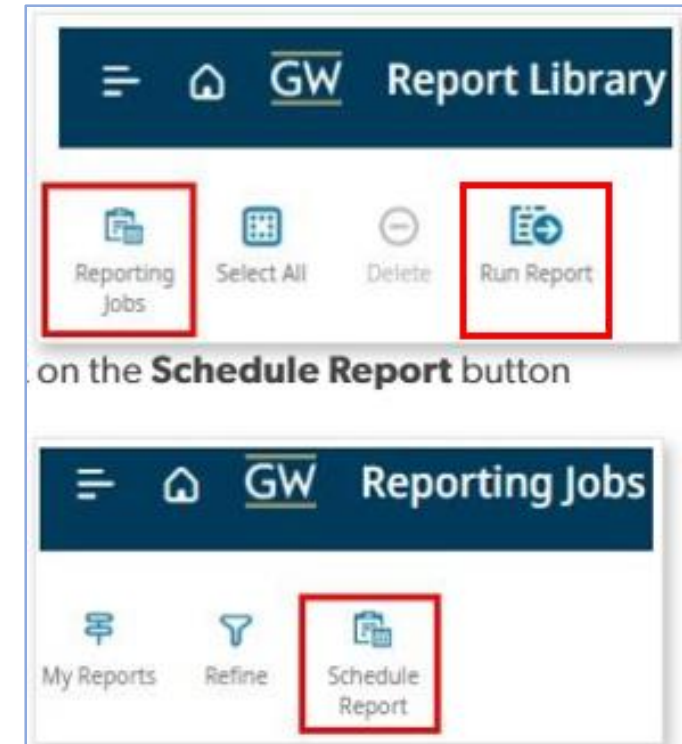 GW Report Library
Reporting Jobs
Select All
Delete
Run Report
. on the Schedule Report button
GW Reporting Jobs
My Reports
Refine
Schedule Report